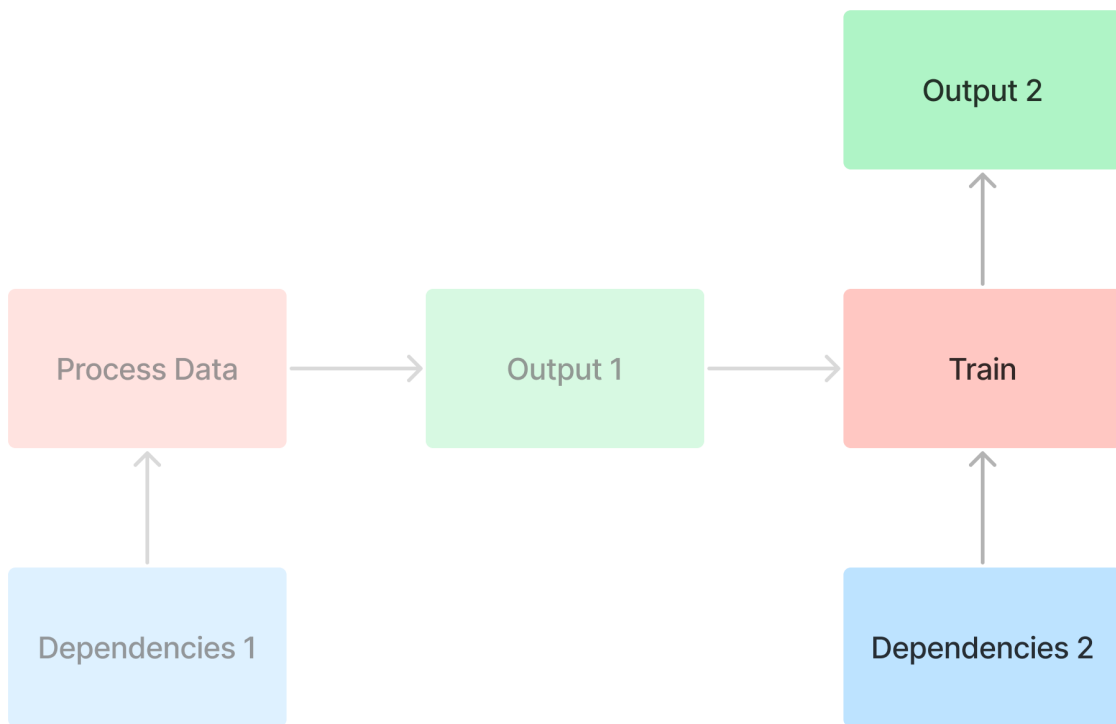 Output 2
Process Data
Output 1
Train
Dependencies 1
Dependencies 2